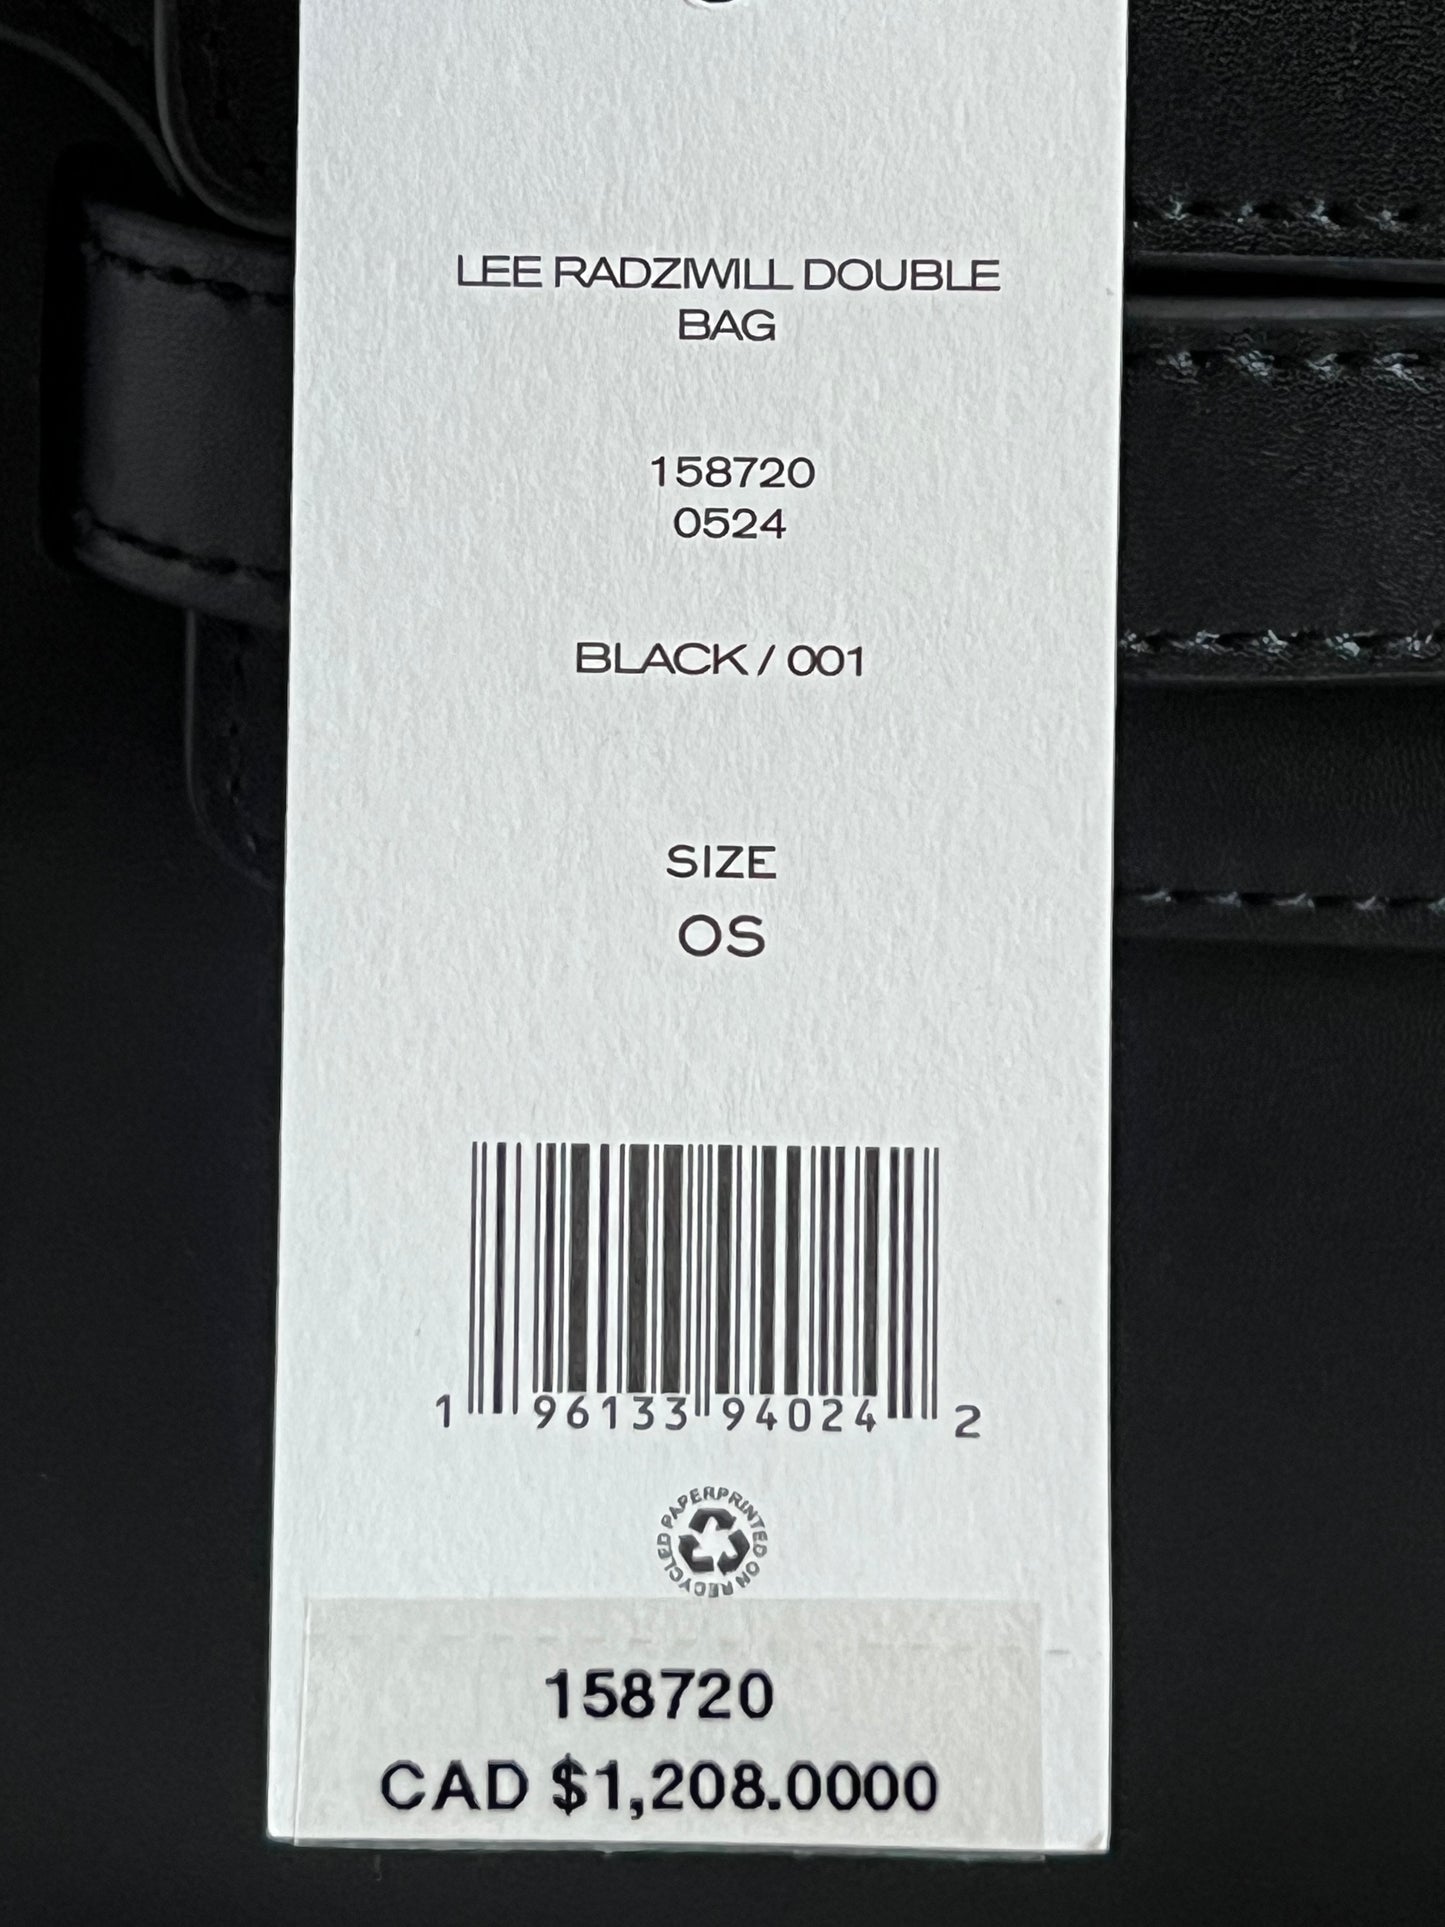 LEE RADZIWILL DOUBLE
BAG
158720
0524
BLACK / 001
SIZE
OS
1 96133 94024 2
PRINTED ON RECYCLED PAPER
158720
CAD $1,208.0000